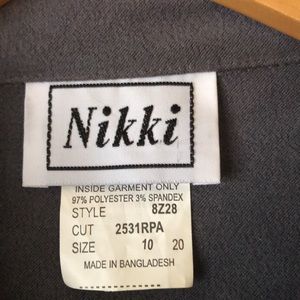 Nikki
INSIDE GARMENT ONLY
97% POLYESTER 3% SPANDEX
STYLE 8Z28
CUT 2531RPA
SIZE 10 20
MADE IN BANGLADESH